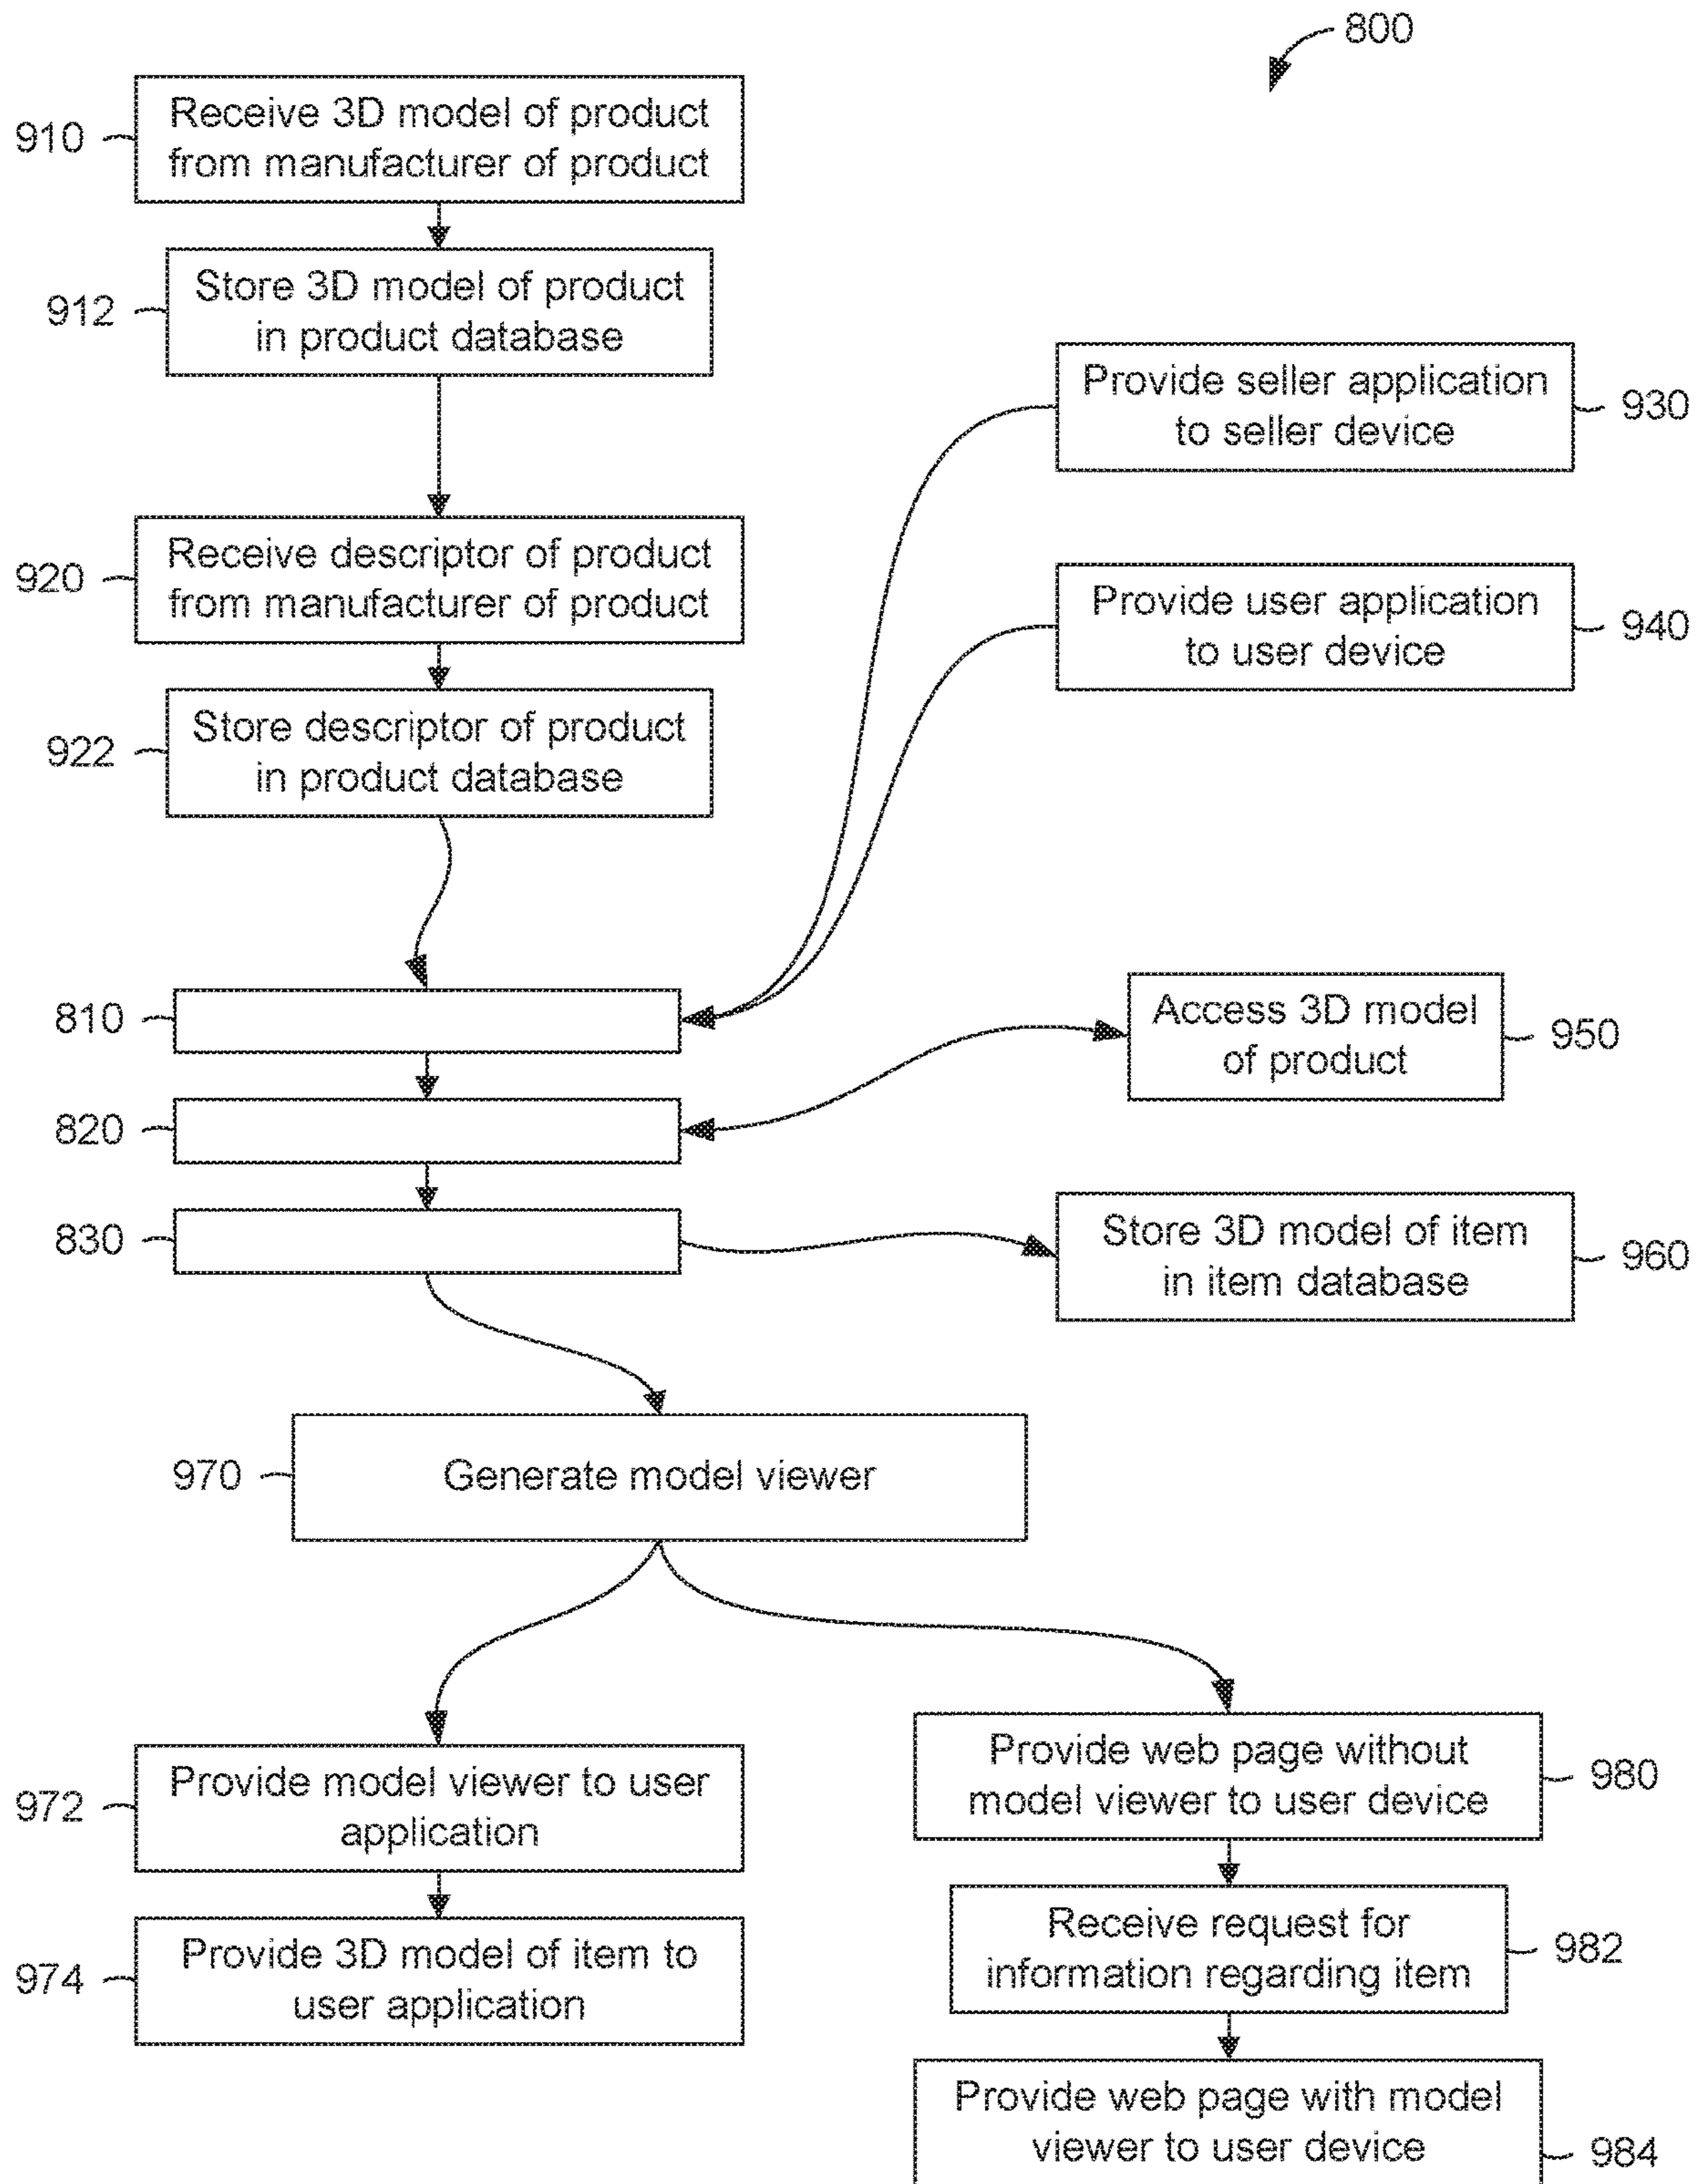 800
910
Receive 3D model of product
from manufacturer of product
912
Store 3D model of product
in product database
Provide seller application
to seller device
930
920
Receive descriptor of product
from manufacturer of product
Provide user application
to user device
940
922
Store descriptor of product
in product database
810
Access 3D model
of product
950
820
830
Store 3D model of item
in item database
960
970
Generate model viewer
972
Provide model viewer to user
application
974
Provide 3D model of item to
user application
Provide web page without
model viewer to user device
980
Receive request for
information regarding item
982
Provide web page with model
viewer to user device
984